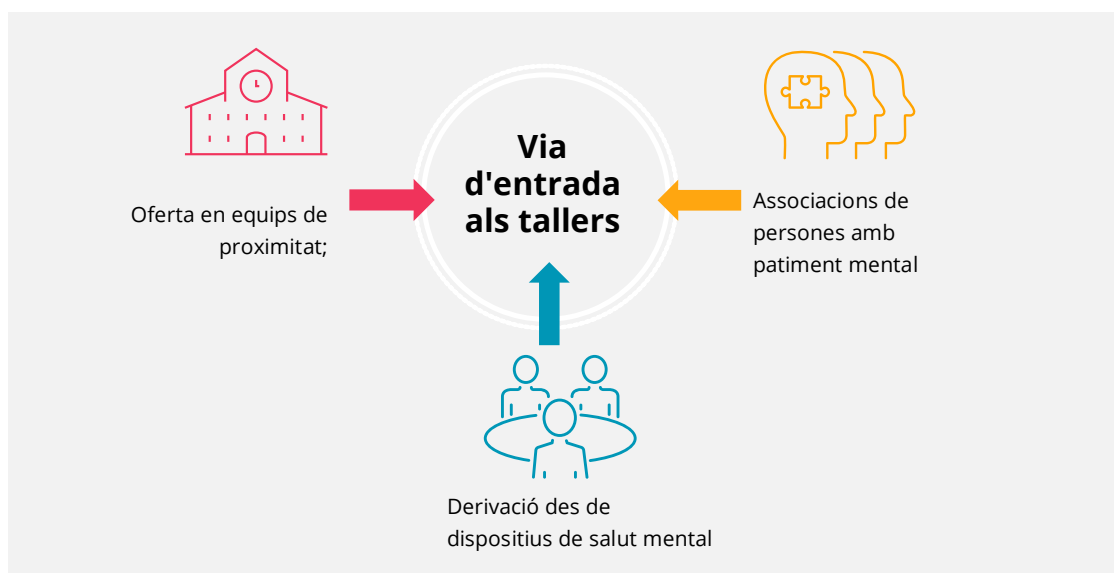 Via
d'entrada
als tallers
Oferta en equips de
proximitat;
Associacions de
persones amb
patiment mental
Derivació des de
dispositius de salut mental